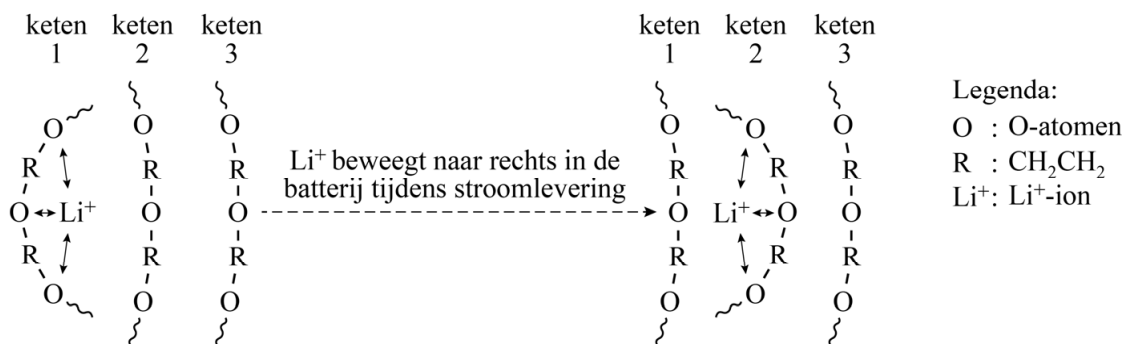 keten 1 keten 2 keten 3
O O O
R R R
O Li⁺ O O
R R R
O O O
Li⁺ beweegt naar rechts in de
batterij tijdens stroomlevering
keten 1 keten 2 keten 3
O O O
R R R
O Li⁺ O O
R R R
O O O
Legenda:
O : O-atomen
R : CH₂CH₂
Li⁺: Li⁺-ion